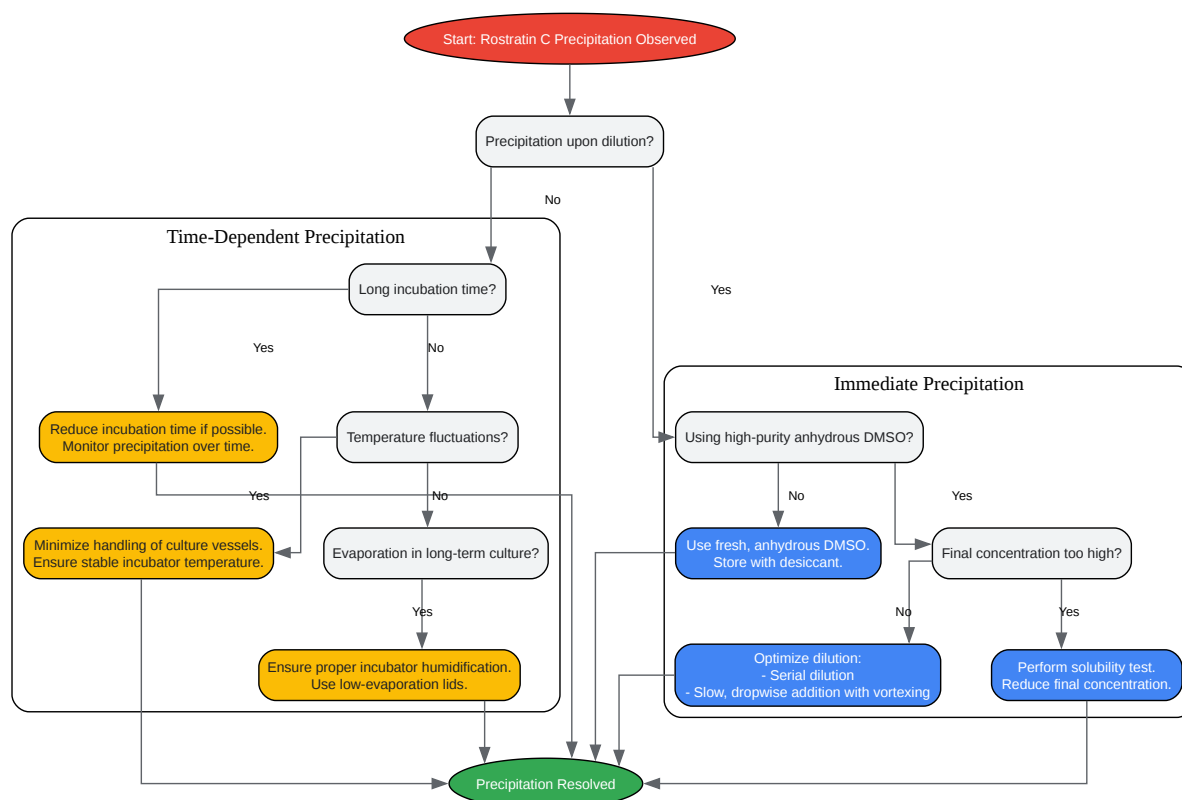 Start: Rostratin C Precipitation Observed
Precipitation upon dilution?
No
Time-Dependent Precipitation
Long incubation time?
Yes
Yes
No
Immediate Precipitation
Reduce incubation time if possible.
Monitor precipitation over time.
Temperature fluctuations?
Using high-purity anhydrous DMSO?
Yes
No
No
Yes
Minimize handling of culture vessels.
Ensure stable incubator temperature.
Evaporation in long-term culture?
Use fresh, anhydrous DMSO.
Store with desiccant.
Final concentration too high?
Yes
No
Yes
Ensure proper incubator humidification.
Use low-evaporation lids.
Optimize dilution:
- Serial dilution
- Slow, dropwise addition with vortexing
Perform solubility test.
Reduce final concentration.
Precipitation Resolved